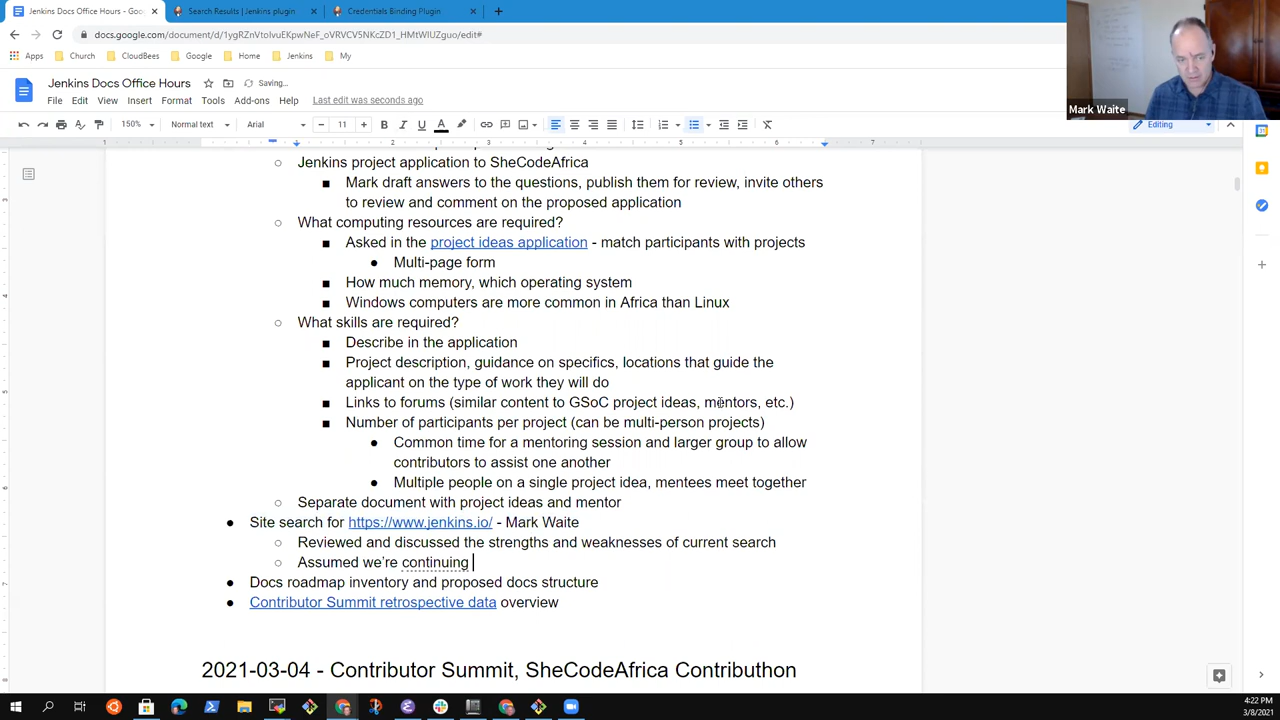 Jenkins Docs Office Hours
Search Results | Jenkins plugin
Credentials Binding Plugin
docs.google.com/document/d/1ygRZnVtoIvuEKpwNeF_oVRVCV5NKcZD1_HMtWIUZguo/edit#
Apps
Church
CloudBees
Google
Home
Jenkins
My
Jenkins Docs Office Hours
Saving…
File Edit View Insert Format Tools Add-ons Help Last edit was seconds ago
150% Normal text Arial 11 Editing
Mark Waite
1 2 3 4 5 6 7
Jenkins project application to SheCodeAfrica
Mark draft answers to the questions, publish them for review, invite others
to review and comment on the proposed application
What computing resources are required?
Asked in the project ideas application - match participants with projects
Multi-page form
How much memory, which operating system
Windows computers are more common in Africa than Linux
What skills are required?
Describe in the application
Project description, guidance on specifics, locations that guide the
applicant on the type of work they will do
Links to forums (similar content to GSoC project ideas, mentors, etc.)
Number of participants per project (can be multi-person projects)
Common time for a mentoring session and larger group to allow
contributors to assist one another
Multiple people on a single project idea, mentees meet together
Separate document with project ideas and mentor
Site search for https://www.jenkins.io/ - Mark Waite
Reviewed and discussed the strengths and weaknesses of current search
Assumed we're continuing
Docs roadmap inventory and proposed docs structure
Contributor Summit retrospective data overview
2021-03-04 - Contributor Summit, SheCodeAfrica Contributhon
4:22 PM
3/8/2021